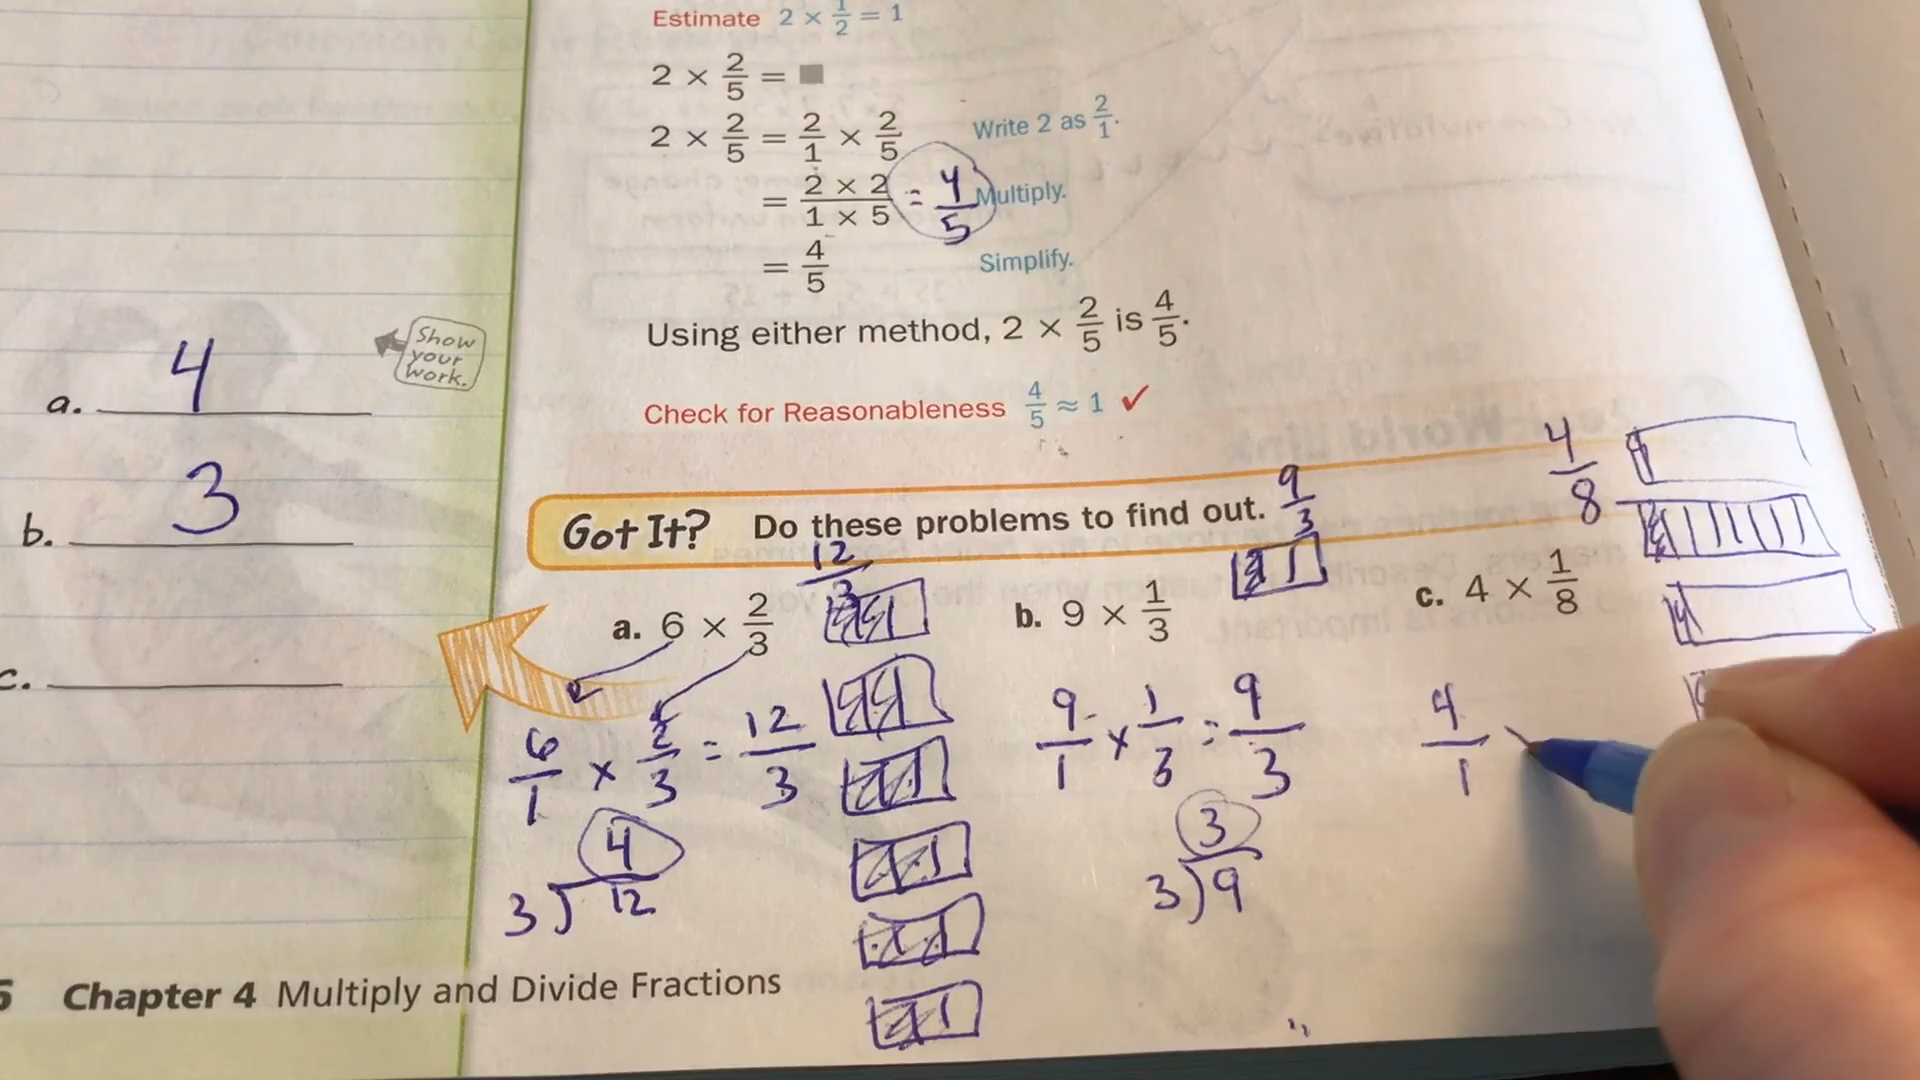 Estimate 2 × 1/2 = 1
2 × 2/5 = ■
2 × 2/5 = 2/1 × 2/5 Write 2 as 2/1.
= 2 × 2 / 1 × 5 = 4/5 Multiply.
= 4/5 Simplify.
Using either method, 2 × 2/5 is 4/5.
Check for Reasonableness 4/5 ≈ 1 ✓
Show your work.
a. 4
b. 3
c.
Got It? Do these problems to find out.
12/3
9/3
4/8
a. 6 × 2/3
b. 9 × 1/3
c. 4 × 1/8
6/1 × 2/3 = 12/3
4
3)12
9/1 × 1/3 = 9/3
3
3)9
4/1
Chapter 4 Multiply and Divide Fractions